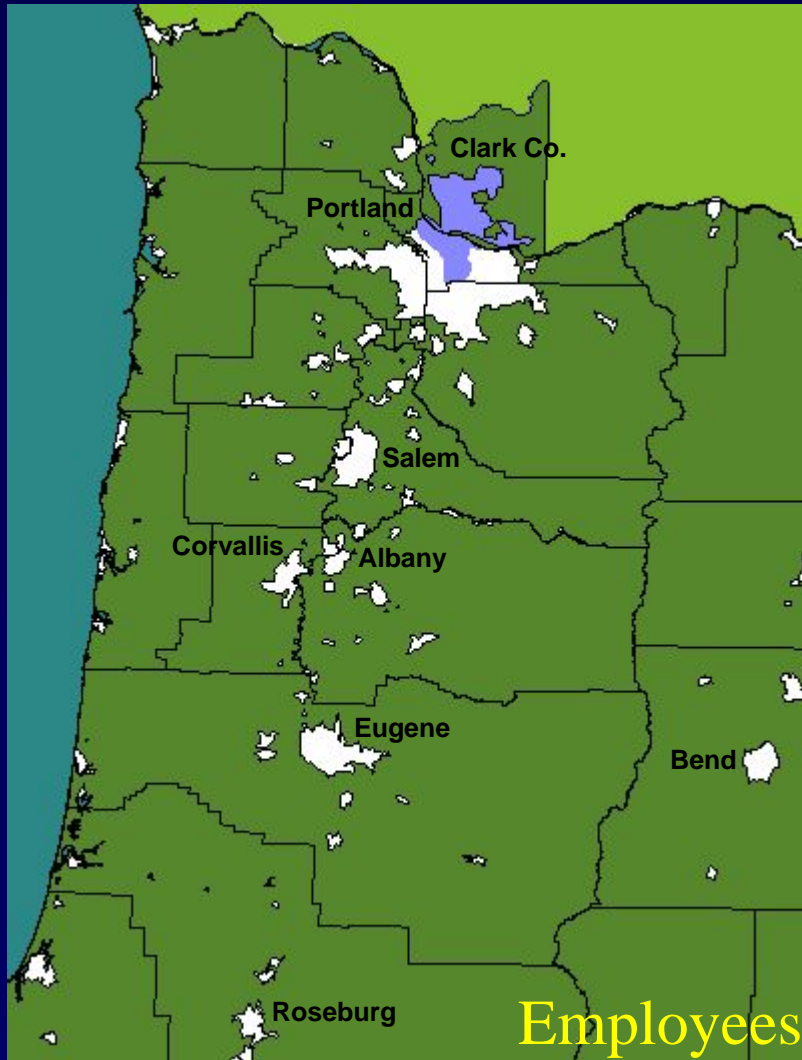 Clark Co.
Portland
Salem
Corvallis
Albany
Eugene
Bend
Roseburg
Employees